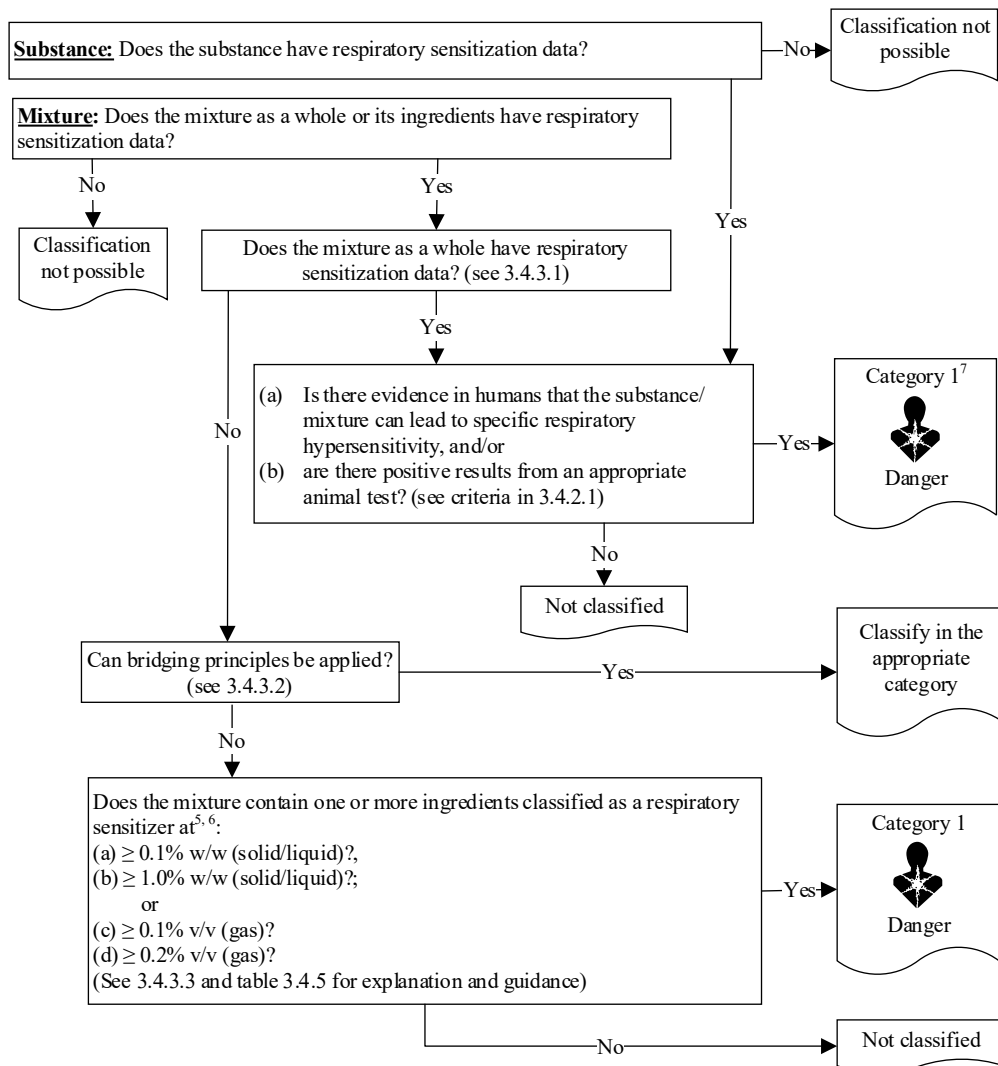 Substance: Does the substance have respiratory sensitization data?
No
Classification not
possible
Mixture: Does the mixture as a whole or its ingredients have respiratory
sensitization data?
No
Yes
Yes
Classification
not possible
Does the mixture as a whole have respiratory
sensitization data? (see 3.4.3.1)
Yes
No
(a) Is there evidence in humans that the substance/
mixture can lead to specific respiratory
hypersensitivity, and/or
(b) are there positive results from an appropriate
animal test? (see criteria in 3.4.2.1)
Yes
Category 1⁷
Danger
No
Not classified
Can bridging principles be applied?
(see 3.4.3.2)
Yes
Classify in the
appropriate
category
No
Does the mixture contain one or more ingredients classified as a respiratory
sensitizer at⁵, ⁶:
(a) ≥ 0.1% w/w (solid/liquid)?,
(b) ≥ 1.0% w/w (solid/liquid)?;
or
(c) ≥ 0.1% v/v (gas)?
(d) ≥ 0.2% v/v (gas)?
(See 3.4.3.3 and table 3.4.5 for explanation and guidance)
Yes
Category 1
Danger
No
Not classified